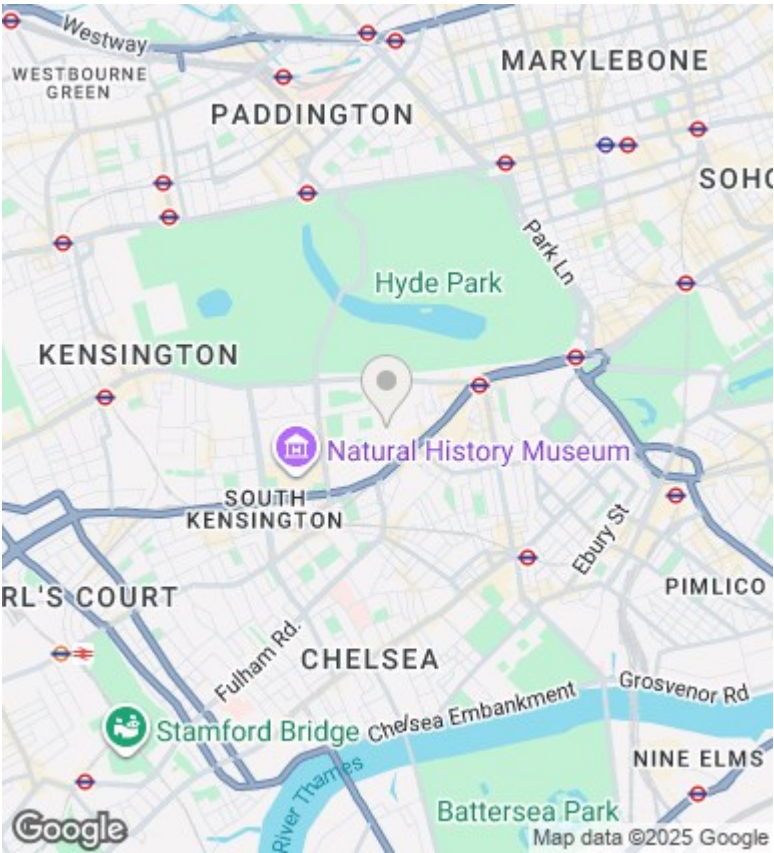 Westway
MARYLEBONE
WESTBOURNE
GREEN
PADDINGTON
SOHO
Park Ln
Hyde Park
KENSINGTON
Natural History Museum
SOUTH
KENSINGTON
Ebury St
RL'S COURT
PIMLICO
Fulham Rd.
CHELSEA
Grosvenor Rd
Chelsea Embankment
Stamford Bridge
NINE ELMS
River Thames
Battersea Park
Google
Map data ©2025 Google